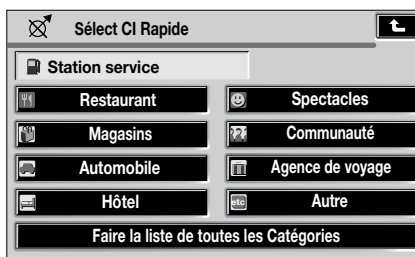 Sélect CI Rapide
Station service
Restaurant
Spectacles
Magasins
Communauté
Automobile
Agence de voyage
Hôtel
etc
Autre
Faire la liste de toutes les Catégories